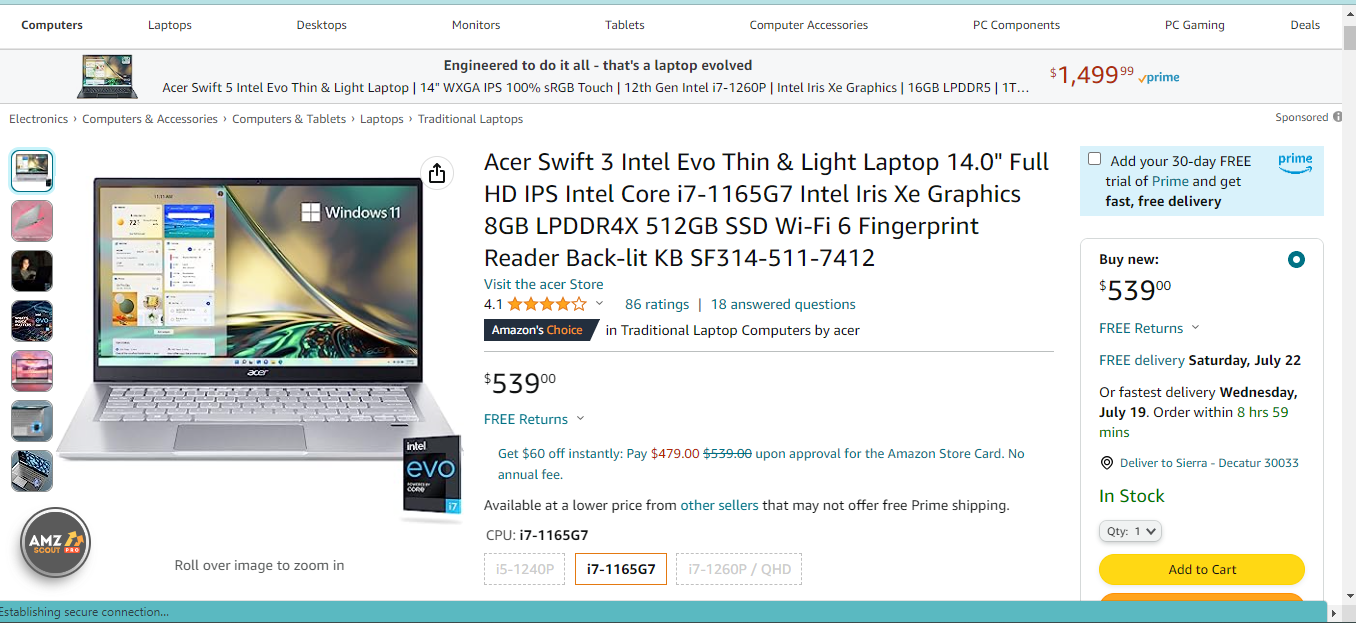 Computers
Laptops
Desktops
Monitors
Tablets
Computer Accessories
PC Components
PC Gaming
Deals
Engineered to do it all - that's a laptop evolved
Acer Swift 5 Intel Evo Thin & Light Laptop | 14" WXGA IPS 100% sRGB Touch | 12th Gen Intel i7-1260P | Intel Iris Xe Graphics | 16GB LPDDR5 | 1T…
$1,499 99 prime
Electronics › Computers & Accessories › Computers & Tablets › Laptops › Traditional Laptops
Sponsored
Windows 11
acer
intel
evo
POWERED BY
CORE
i7
AMZ
SCOUT PRO
Roll over image to zoom in
Acer Swift 3 Intel Evo Thin & Light Laptop 14.0" Full
HD IPS Intel Core i7-1165G7 Intel Iris Xe Graphics
8GB LPDDR4X 512GB SSD Wi-Fi 6 Fingerprint
Reader Back-lit KB SF314-511-7412
Visit the acer Store
4.1 86 ratings | 18 answered questions
Amazon's Choice in Traditional Laptop Computers by acer
$539 00
FREE Returns
Get $60 off instantly: Pay $479.00 $539.00 upon approval for the Amazon Store Card. No
annual fee.
Available at a lower price from other sellers that may not offer free Prime shipping.
CPU: i7-1165G7
i5-1240P
i7-1165G7
i7-1260P / QHD
Add your 30-day FREE
trial of Prime and get
fast, free delivery
prime
Buy new:
$539 00
FREE Returns
FREE delivery Saturday, July 22
Or fastest delivery Wednesday,
July 19. Order within 8 hrs 59
mins
Deliver to Sierra - Decatur 30033
In Stock
Qty: 1
Add to Cart
Establishing secure connection...